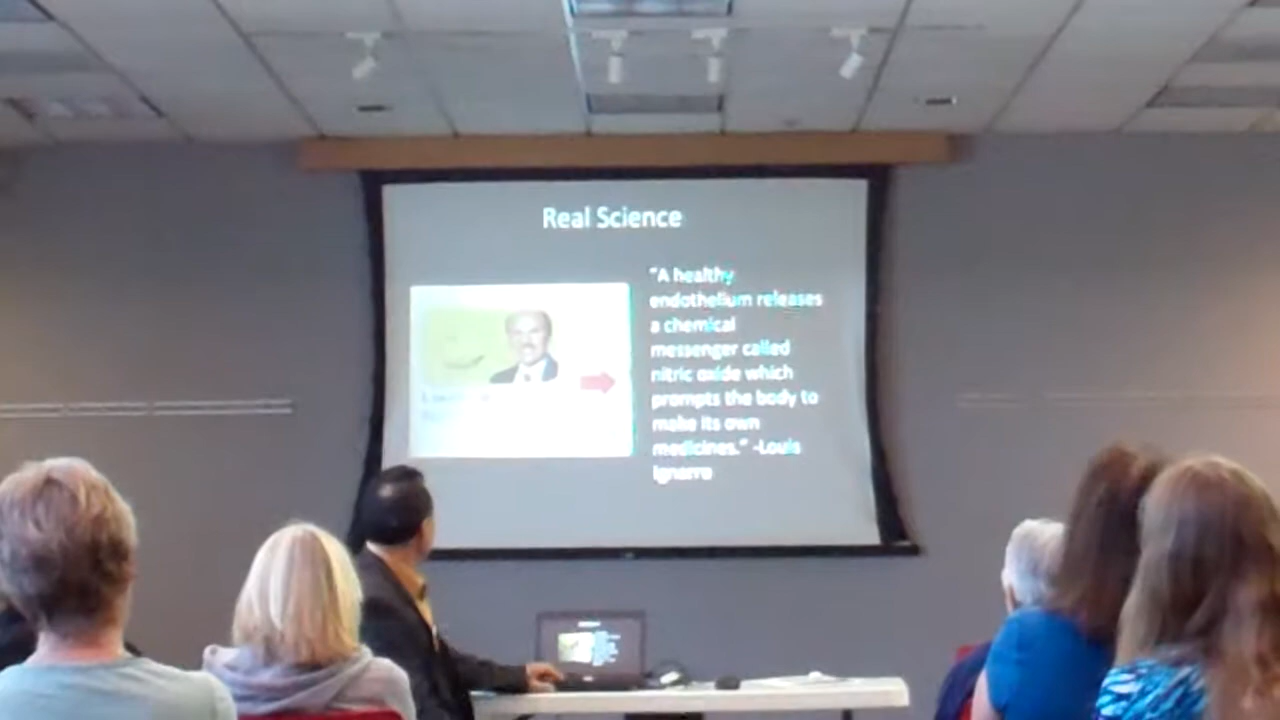 Real Science
"A healthy
endothelium releases
a chemical
messenger called
nitric oxide which
prompts the body to
make its own
medicines." -Louis
Ignarro